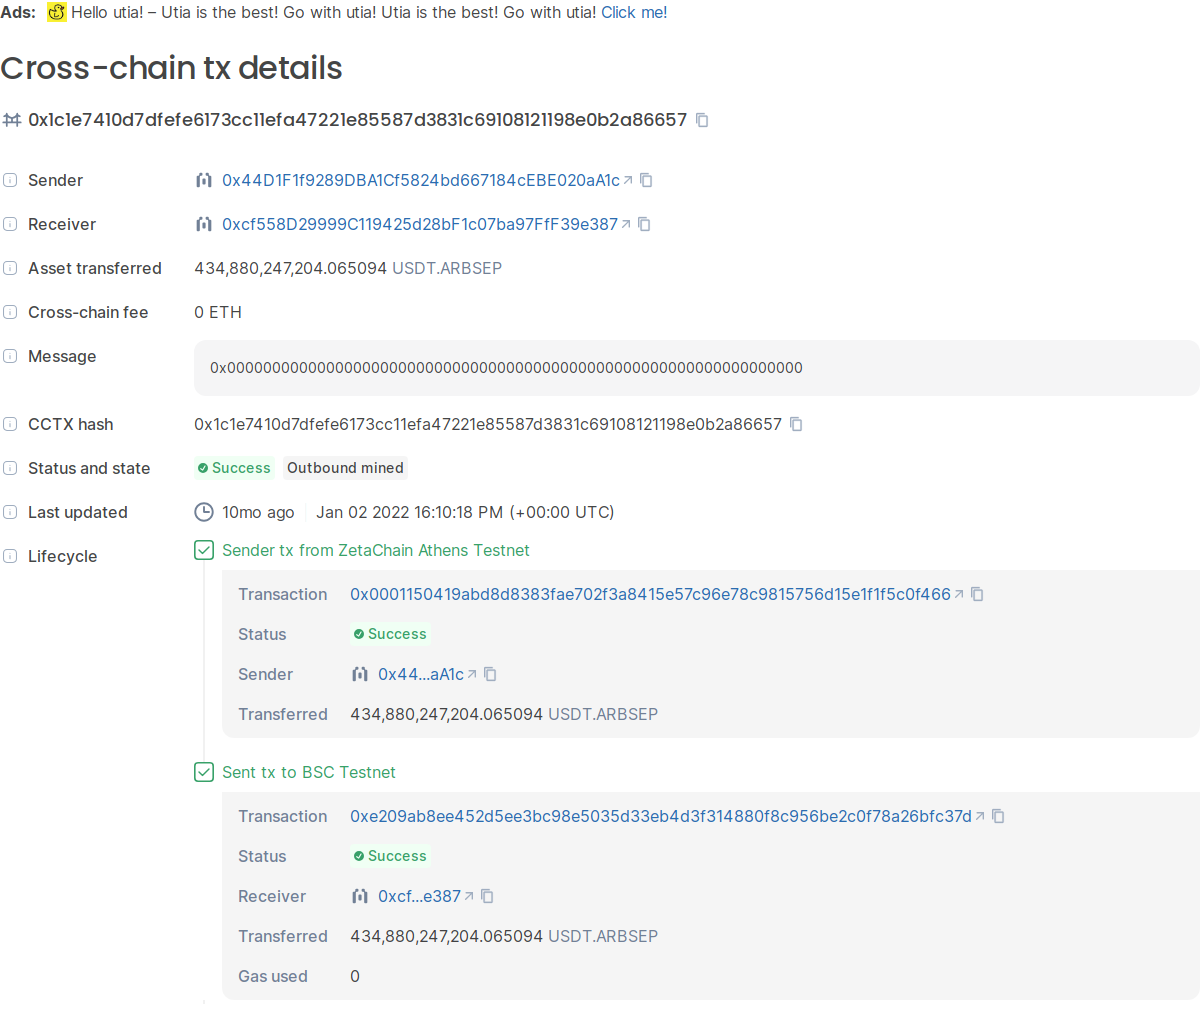 Ads: Hello utia! – Utia is the best! Go with utia! Utia is the best! Go with utia! Click me!
Cross-chain tx details
0x1c1e7410d7dfefe6173cc11efa47221e85587d3831c69108121198e0b2a86657
Sender 0x44D1F1f9289DBA1Cf5824bd667184cEBE020aA1c
Receiver 0xcf558D29999C119425d28bF1c07ba97FfF39e387
Asset transferred 434,880,247,204.065094 USDT.ARBSEP
Cross-chain fee 0 ETH
Message 0x0000000000000000000000000000000000000000000000000000000000000000
CCTX hash 0x1c1e7410d7dfefe6173cc11efa47221e85587d3831c69108121198e0b2a86657
Status and state Success Outbound mined
Last updated 10mo ago Jan 02 2022 16:10:18 PM (+00:00 UTC)
Lifecycle Sender tx from ZetaChain Athens Testnet
Transaction 0x0001150419abd8d8383fae702f3a8415e57c96e78c9815756d15e1f1f5c0f466
Status Success
Sender 0x44...aA1c
Transferred 434,880,247,204.065094 USDT.ARBSEP
Sent tx to BSC Testnet
Transaction 0xe209ab8ee452d5ee3bc98e5035d33eb4d3f314880f8c956be2c0f78a26bfc37d
Status Success
Receiver 0xcf...e387
Transferred 434,880,247,204.065094 USDT.ARBSEP
Gas used 0